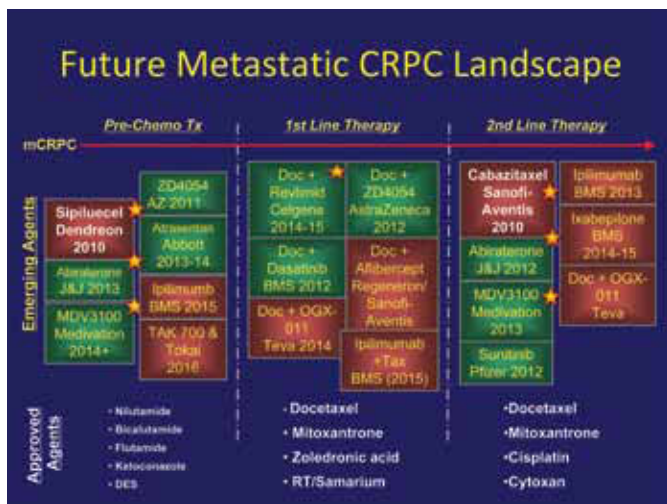 Future Metastatic CRPC Landscape
Pre-Chemo Tx
1st Line Therapy
2nd Line Therapy
mCRPC
Emerging Agents
Sipiluecel
Dendreon
2010
Abiraterone
J&J 2013
MDV3100
Medivation
2014+
ZD4054
AZ 2011
Atrasentan
Abbott
2013-14
Ipilimumb
BMS 2015
TAK 700 &
Tokai
2016
Doc +
Revlimid
Celgene
2014-15
Doc +
Dasatinib
BMS 2012
Doc + OGX-
011
Teva 2014
Doc +
ZD4054
AstraZeneca
2012
Doc +
Aflibercept
Regeneron/
Sanofi-
Aventis
Ipilimumab
+Tax
BMS (2015)
Cabazitaxel
Sanofi-
Aventis
2010
Abiraterone
J&J 2012
MDV3100
Medivation
2013
Sunitinib
Pfizer 2012
Ipilimumab
BMS 2013
Ixabepilone
BMS
2014-15
Doc + OGX-
011
Teva
Approved
Agents
• Nilutamide
• Bicalutamide
• Flutamide
• Ketoconazole
• DES
• Docetaxel
• Mitoxantrone
• Zoledronic acid
• RT/Samarium
• Docetaxel
• Mitoxantrone
• Cisplatin
• Cytoxan